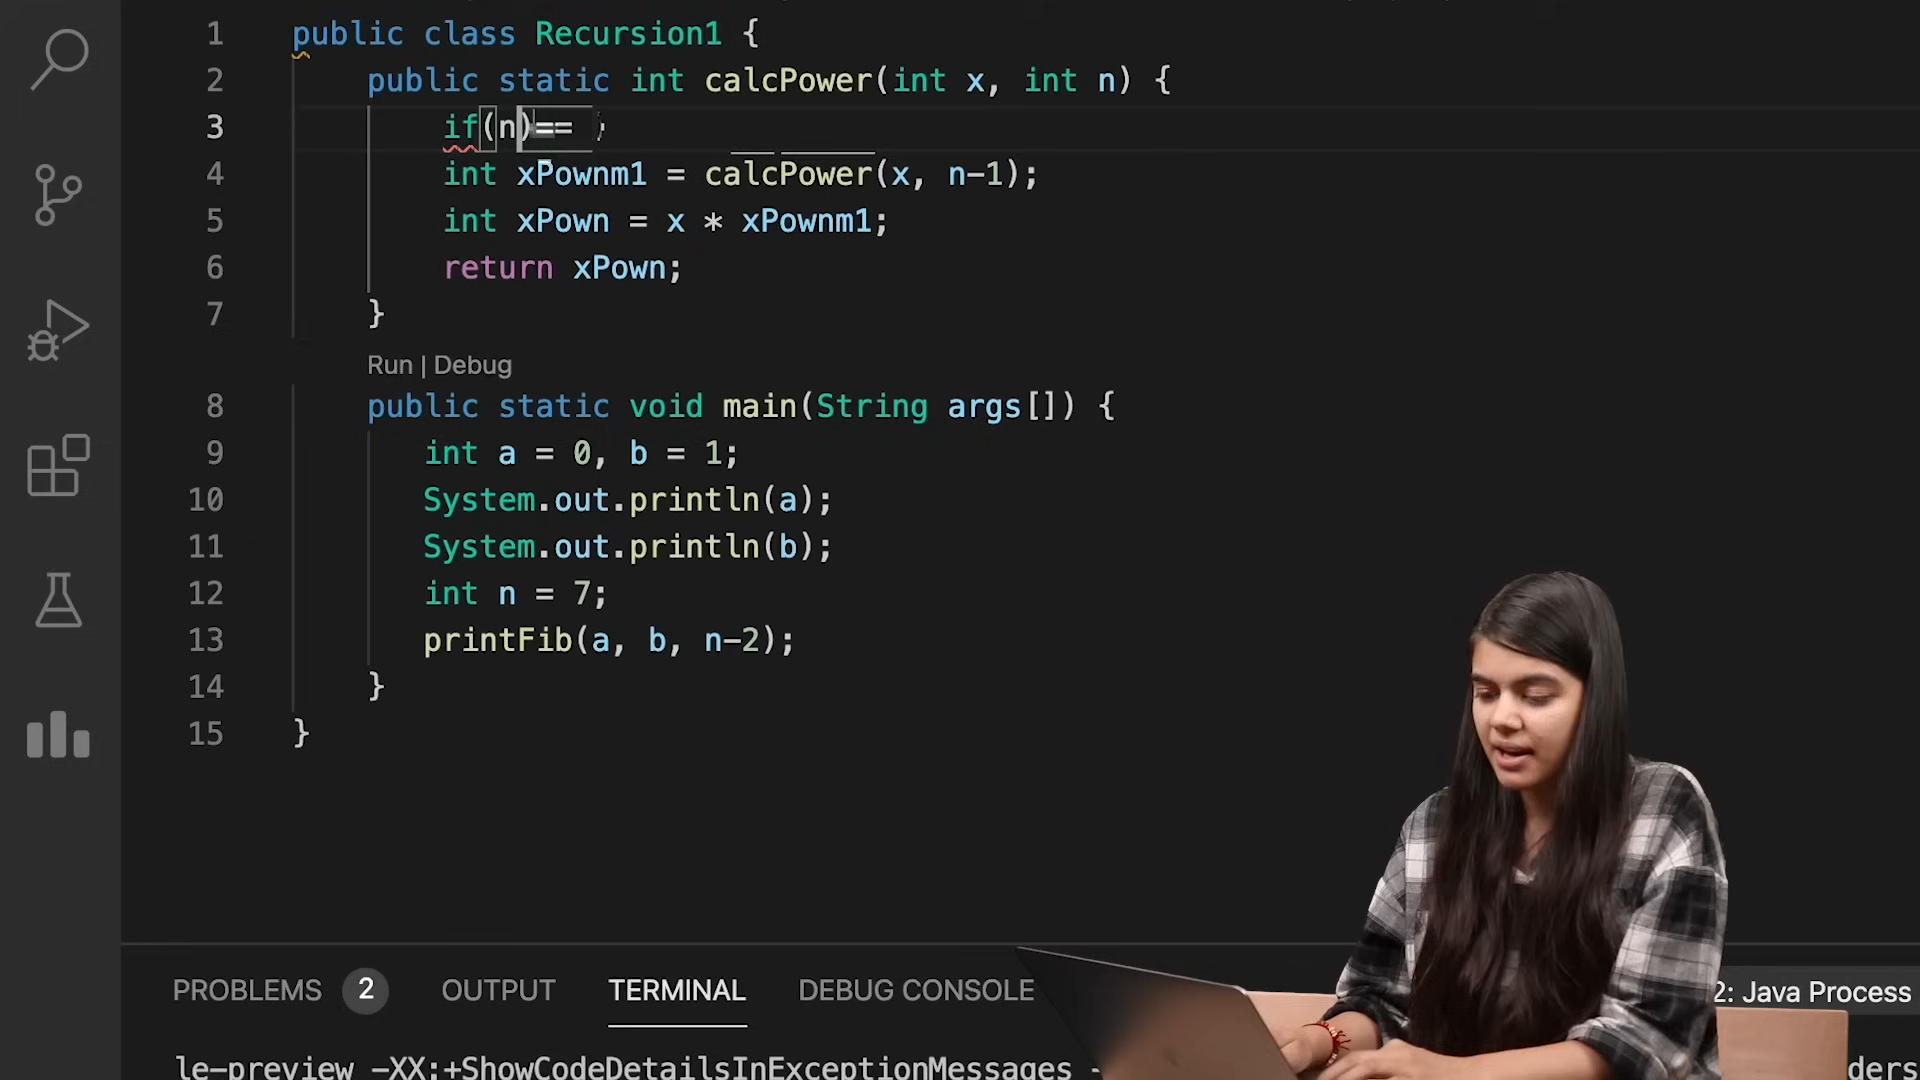 1 public class Recursion1 {
2 public static int calcPower(int x, int n) {
3 if(n)== }
4 int xPownm1 = calcPower(x, n-1);
5 int xPown = x * xPownm1;
6 return xPown;
7 }
Run | Debug
8 public static void main(String args[]) {
9 int a = 0, b = 1;
10 System.out.println(a);
11 System.out.println(b);
12 int n = 7;
13 printFib(a, b, n-2);
14 }
15 }
PROBLEMS 2 OUTPUT TERMINAL DEBUG CONSOLE 2: Java Process
le-preview -XX:+ShowCodeDetailsInExceptionMessages - ders